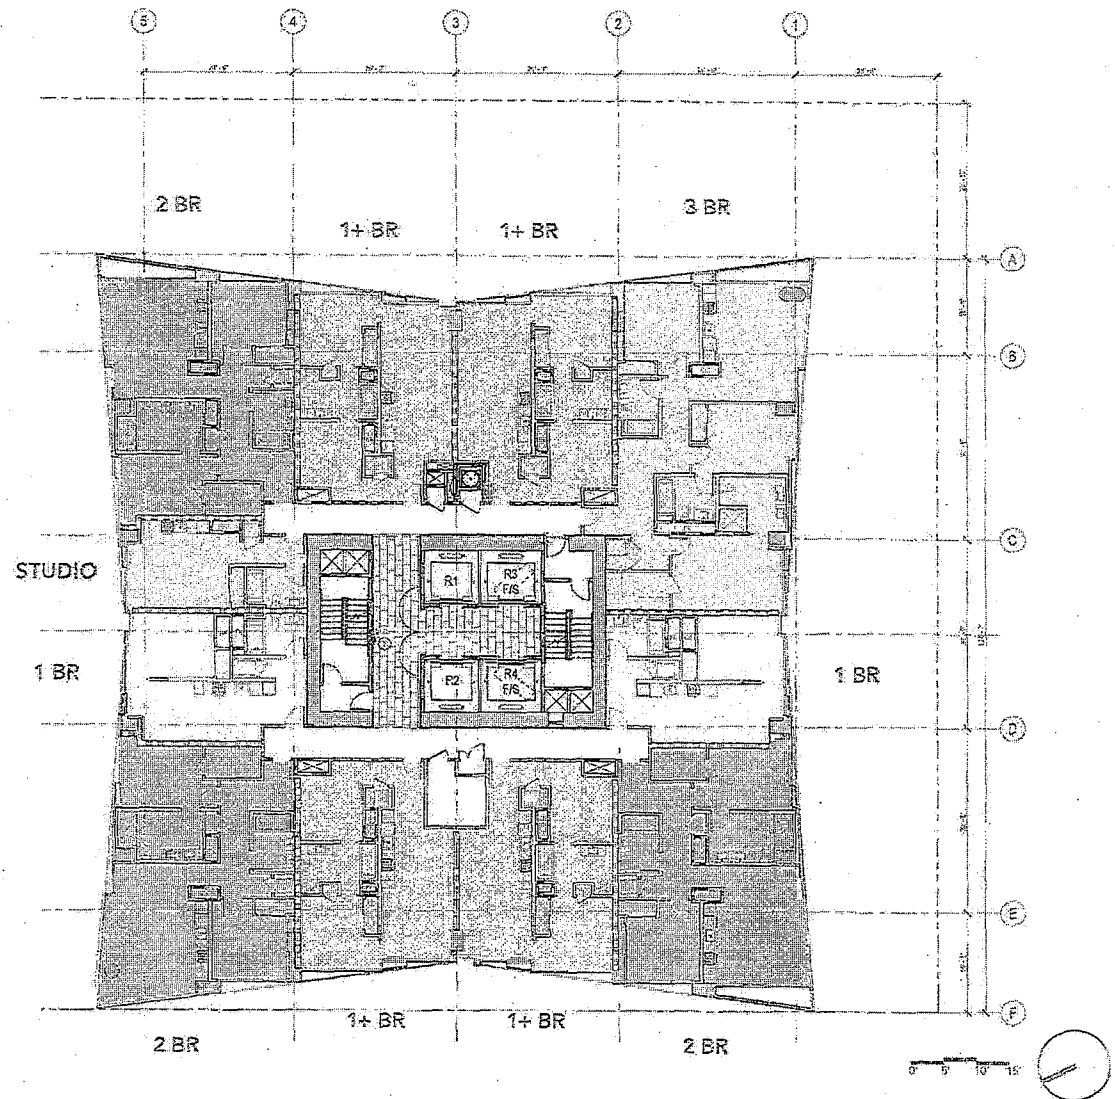 5 4 3 2 1
2 BR 3 BR
1+ BR 1+ BR
A
B
C
STUDIO
R1 R3
F/S
1 BR R2 R4 1 BR
F/S
D
E
F
1+ BR 1+ BR
2 BR 2 BR
0' 5' 10' 15'